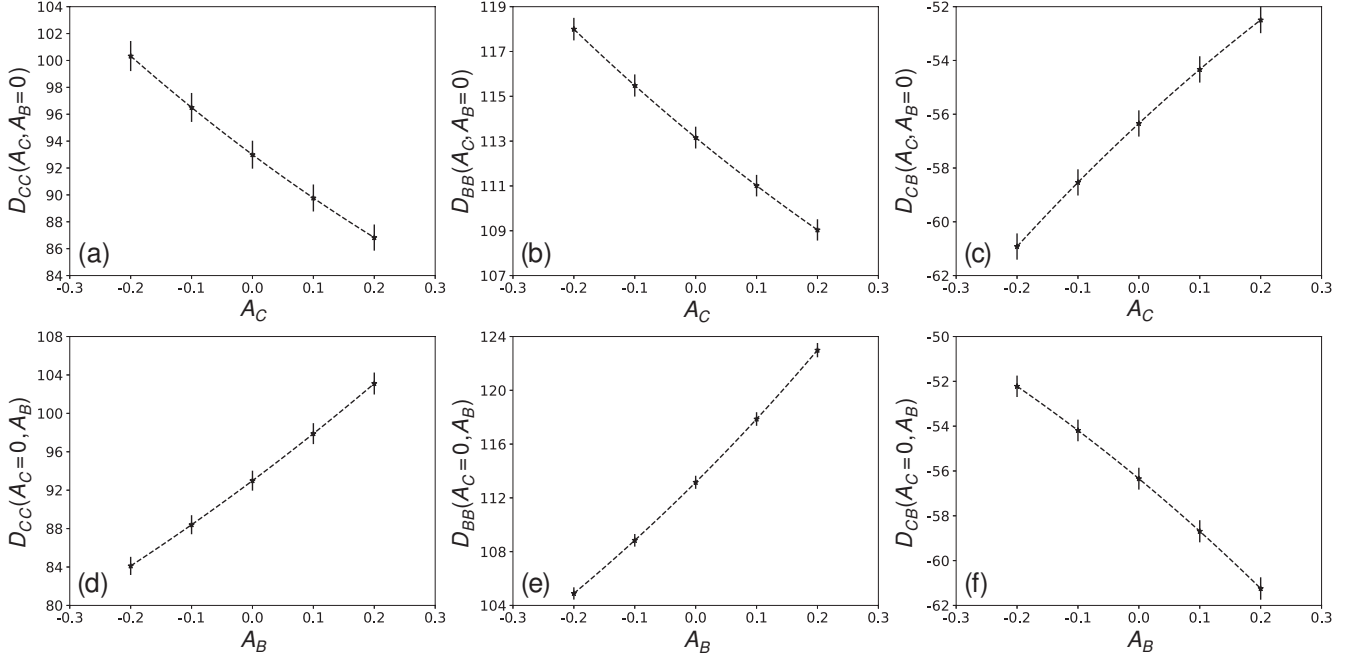 104
102
100
98
96
94
92
90
88
86
84
-0.3 -0.2 -0.1 0.0 0.1 0.2 0.3
D_CC(A_C, A_B=0)
A_C
(a)
119
117
115
113
111
109
107
-0.3 -0.2 -0.1 0.0 0.1 0.2 0.3
D_BB(A_C, A_B=0)
A_C
(b)
-52
-54
-56
-58
-60
-62
-0.3 -0.2 -0.1 0.0 0.1 0.2 0.3
D_CB(A_C, A_B=0)
A_C
(c)
108
104
100
96
92
88
84
80
-0.3 -0.2 -0.1 0.0 0.1 0.2 0.3
D_CC(A_C=0, A_B)
A_B
(d)
124
120
116
112
108
104
-0.3 -0.2 -0.1 0.0 0.1 0.2 0.3
D_BB(A_C=0, A_B)
A_B
(e)
-50
-52
-54
-56
-58
-60
-62
-0.3 -0.2 -0.1 0.0 0.1 0.2 0.3
D_CB(A_C=0, A_B)
A_B
(f)